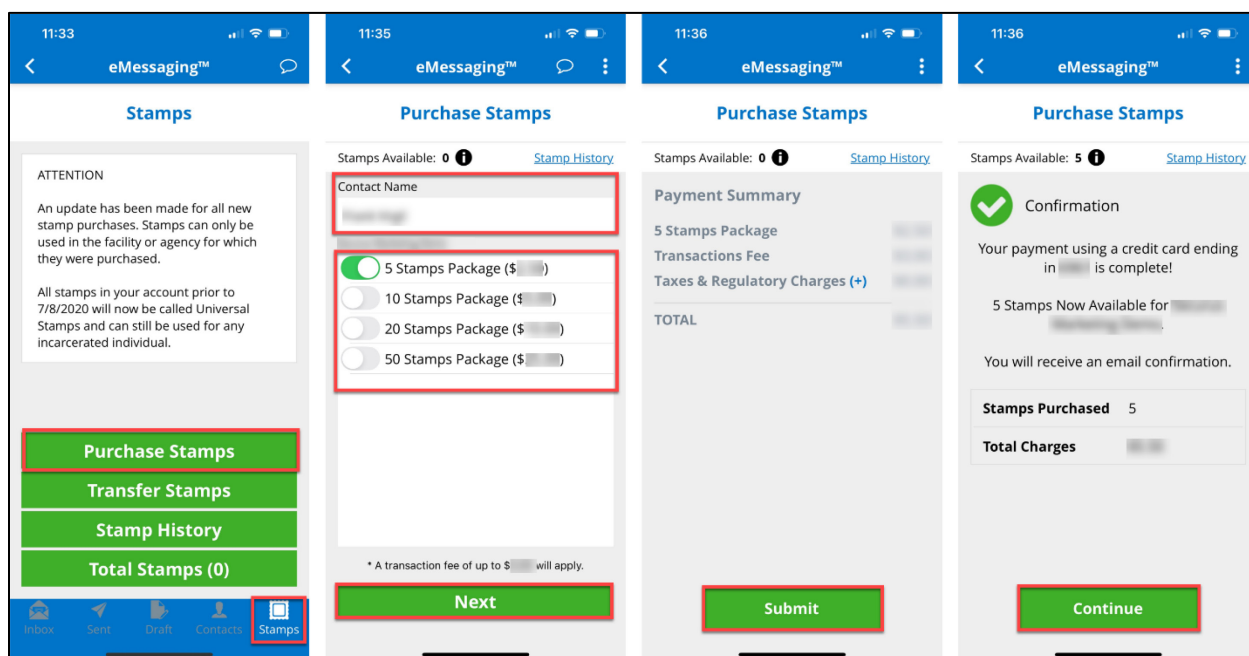 11:33
eMessaging™
Stamps
ATTENTION
An update has been made for all new
stamp purchases. Stamps can only be
used in the facility or agency for which
they were purchased.
All stamps in your account prior to
7/8/2020 will now be called Universal
Stamps and can still be used for any
incarcerated individual.
Purchase Stamps
Transfer Stamps
Stamp History
Total Stamps (0)
Inbox Sent Draft Contacts Stamps
11:35
eMessaging™
Purchase Stamps
Stamps Available: 0 Stamp History
Contact Name
5 Stamps Package ($ )
10 Stamps Package ($ )
20 Stamps Package ($ )
50 Stamps Package ($ )
* A transaction fee of up to $ will apply.
Next
11:36
eMessaging™
Purchase Stamps
Stamps Available: 0 Stamp History
Payment Summary
5 Stamps Package
Transactions Fee
Taxes & Regulatory Charges (+)
TOTAL
Submit
11:36
eMessaging™
Purchase Stamps
Stamps Available: 5 Stamp History
Confirmation
Your payment using a credit card ending
in is complete!
5 Stamps Now Available for
You will receive an email confirmation.
Stamps Purchased 5
Total Charges
Continue